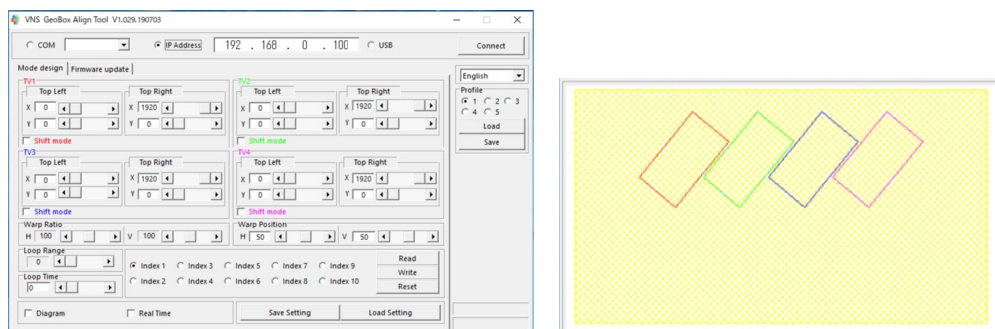 VNS GeoBox Align Tool V1.029.190703
COM IP Address 192 . 168 . 0 . 100 USB Connect
Mode design Firmware update English
TV1 TV2 Profile
Top Left Top Right Top Left Top Right 1 2 3
X 0 X 1920 X 0 X 1920 4 5
Y 0 Y 0 Y 0 Y 0 Load
Shift mode Shift mode Save
TV3 TV4
Top Left Top Right Top Left Top Right
X 0 X 1920 X 0 X 1920
Y 0 Y 0 Y 0 Y 0
Shift mode Shift mode
Warp Ratio Warp Position
H 100 V 100 H 50 V 50
Loop Range
0 Index 1 Index 3 Index 5 Index 7 Index 9 Read
Loop Time Write
0 Index 2 Index 4 Index 6 Index 8 Index 10 Reset
Diagram Real Time Save Setting Load Setting